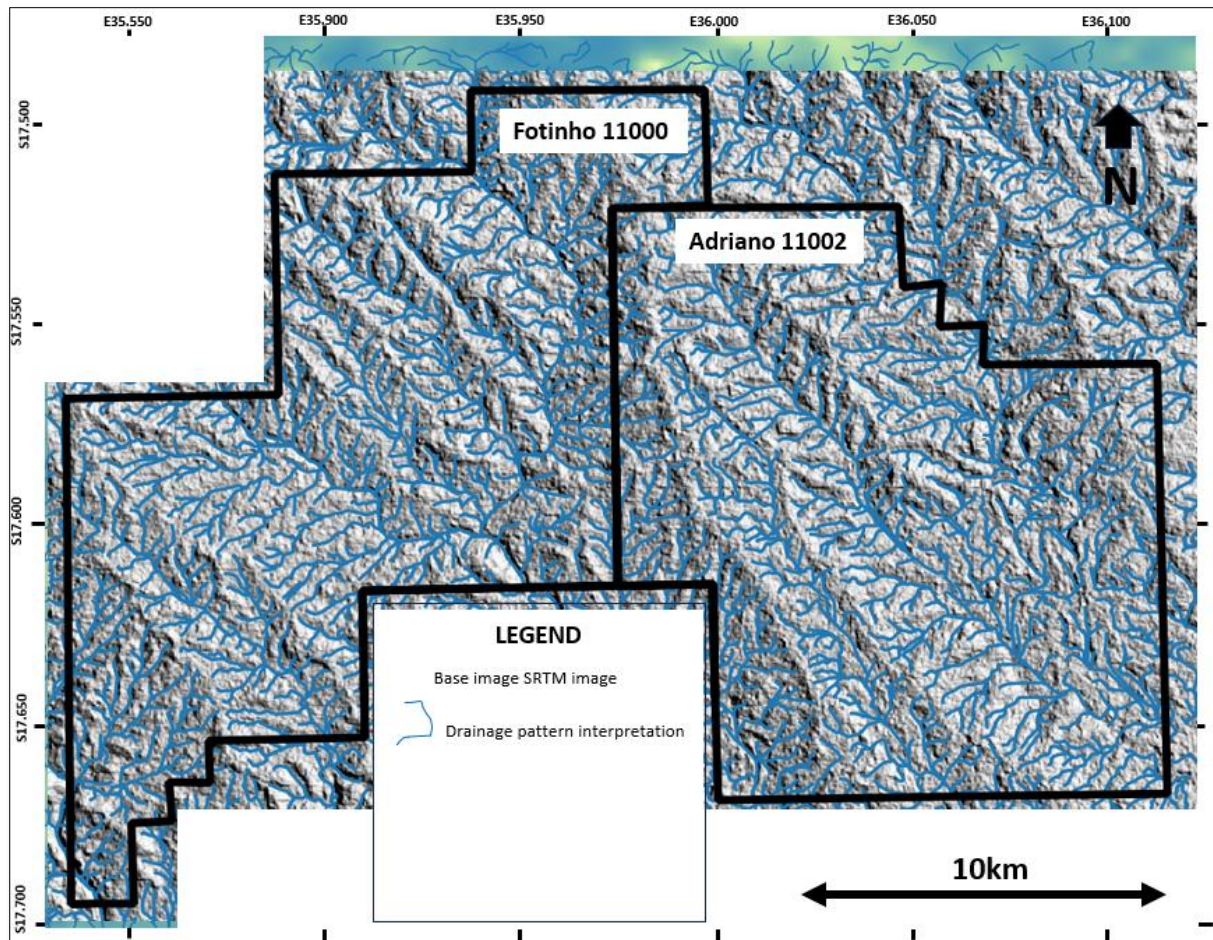 E35.550 E35.900 E35.950 E36.000 E36.050 E36.100
S17.500
S17.550
S17.600
S17.650
S17.700
Fotinho 11000
N
Adriano 11002
LEGEND
Base image SRTM image
Drainage pattern interpretation
10km